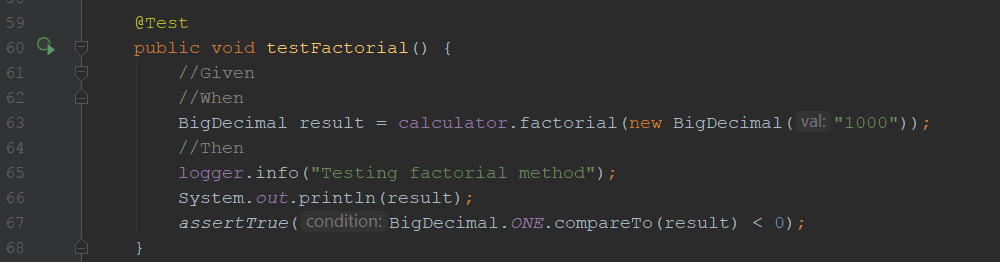 59 @Test
60 public void testFactorial() {
61 //Given
62 //When
63 BigDecimal result = calculator.factorial(new BigDecimal( val: "1000"));
64 //Then
65 logger.info("Testing factorial method");
66 System.out.println(result);
67 assertTrue( condition: BigDecimal.ONE.compareTo(result) < 0);
68 }